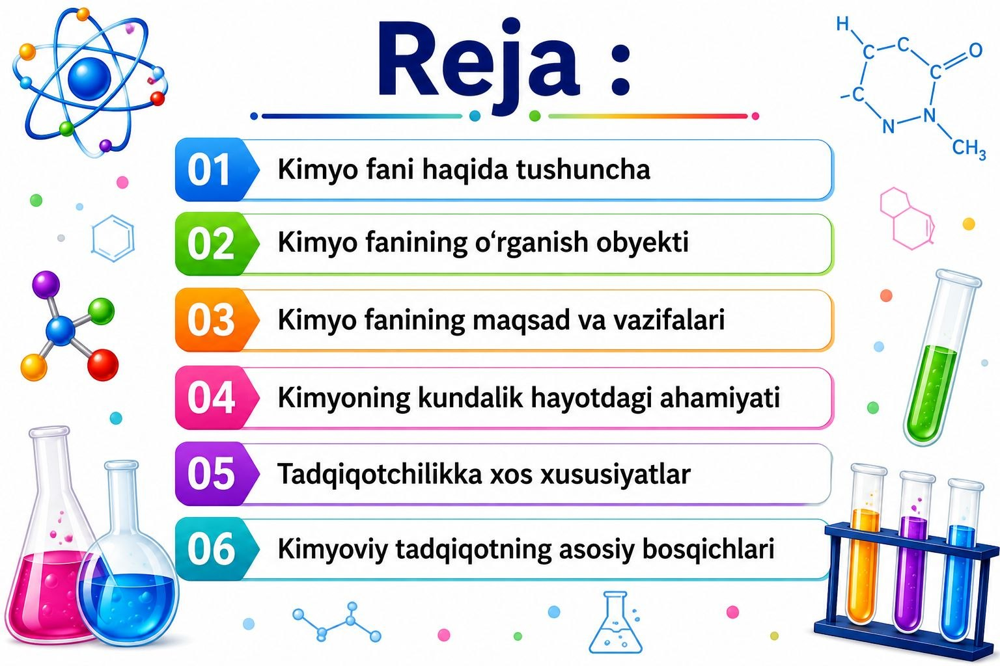 Reja :
01 Kimyo fani haqida tushuncha
02 Kimyo fanining o‘rganish obyekti
03 Kimyo fanining maqsad va vazifalari
04 Kimyoning kundalik hayotdagi ahamiyati
05 Tadqiqotchilikka xos xususiyatlar
06 Kimyoviy tadqiqotning asosiy bosqichlari
H
C C O
C
C
N N
CH₃